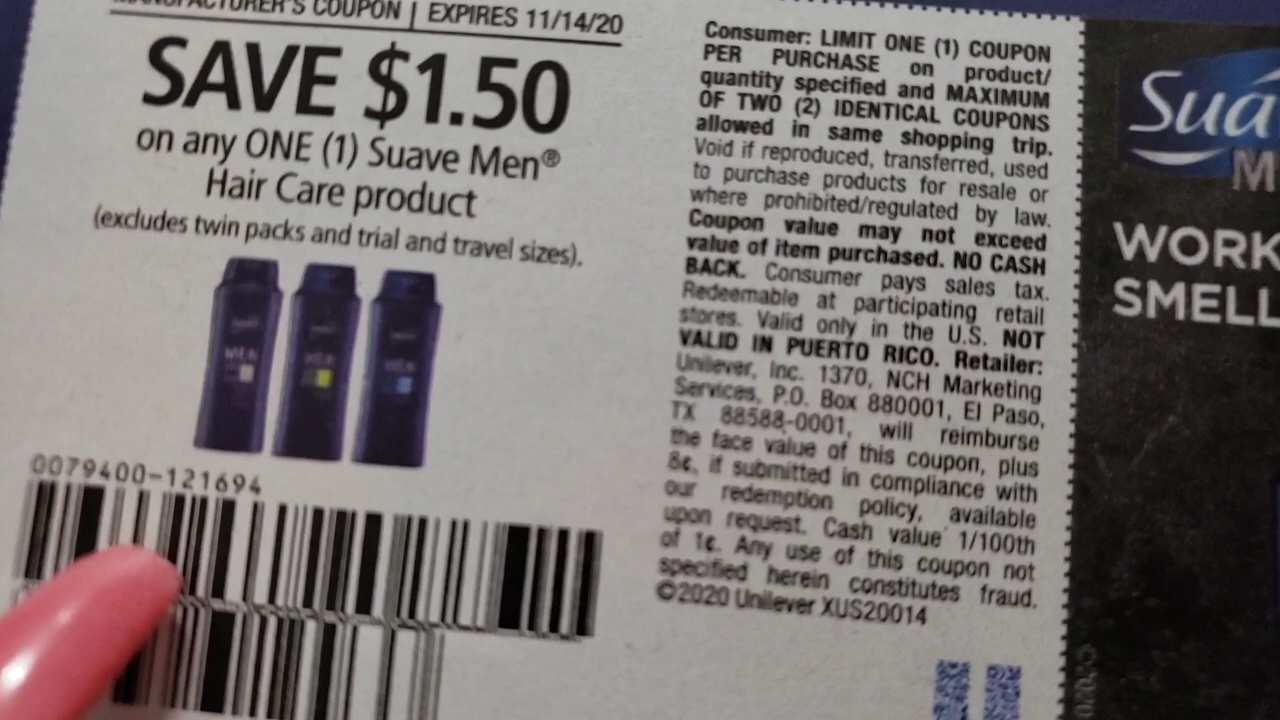 MANUFACTURER'S COUPON | EXPIRES 11/14/20
SAVE $1.50
on any ONE (1) Suave Men®
Hair Care product
(excludes twin packs and trial and travel sizes).
MEN
MEN
MEN
0079400-121694
Consumer: LIMIT ONE (1) COUPON
PER PURCHASE on product/
quantity specified and MAXIMUM
OF TWO (2) IDENTICAL COUPONS
allowed in same shopping trip.
Void if reproduced, transferred, used
to purchase products for resale or
where prohibited/regulated by law.
Coupon value may not exceed
value of item purchased. NO CASH
BACK. Consumer pays sales tax.
Redeemable at participating retail
stores. Valid only in the U.S. NOT
VALID IN PUERTO RICO. Retailer:
Unilever, Inc. 1370, NCH Marketing
Services, P.O. Box 880001, El Paso,
TX 88588-0001, will reimburse
the face value of this coupon, plus
8¢, if submitted in compliance with
our redemption policy, available
upon request. Cash value 1/100th
of 1¢. Any use of this coupon not
specified herein constitutes fraud.
©2020 Unilever XUS20014
Sua
M
WORK
SMELL